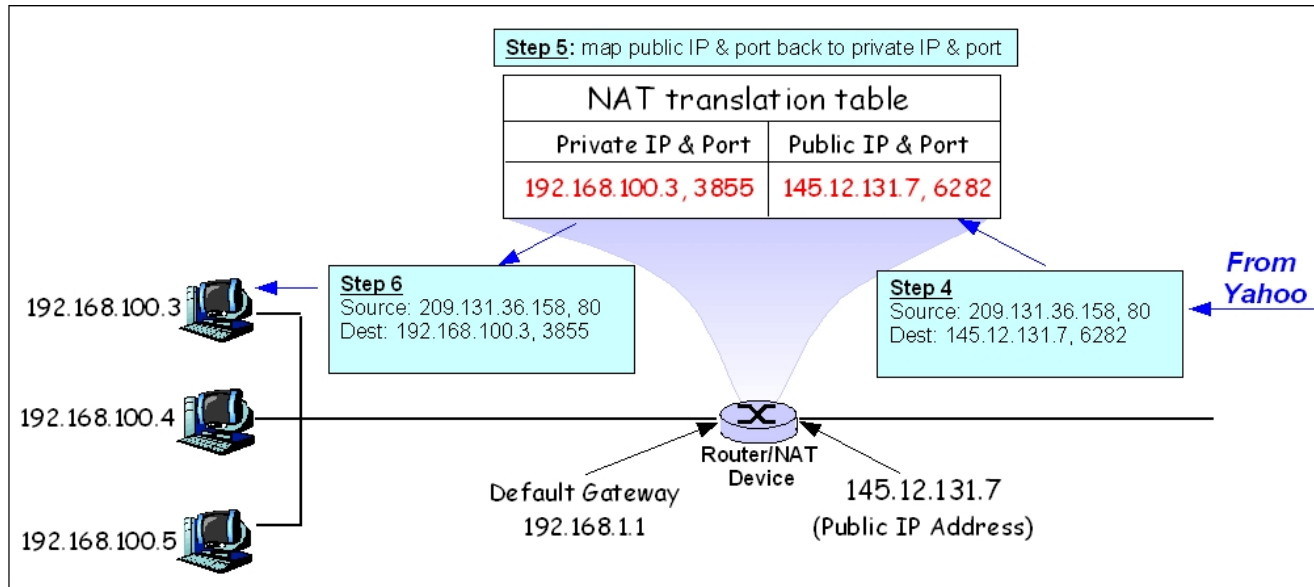 Step 5: map public IP & port back to private IP & port
NAT translation table
Private IP & Port
Public IP & Port
192.168.100.3, 3855
145.12.131.7, 6282
Step 6
Source: 209.131.36.158, 80
Dest: 192.168.100.3, 3855
Step 4
Source: 209.131.36.158, 80
Dest: 145.12.131.7, 6282
From
Yahoo
192.168.100.3
192.168.100.4
192.168.100.5
Router/NAT
Device
Default Gateway
192.168.1.1
145.12.131.7
(Public IP Address)